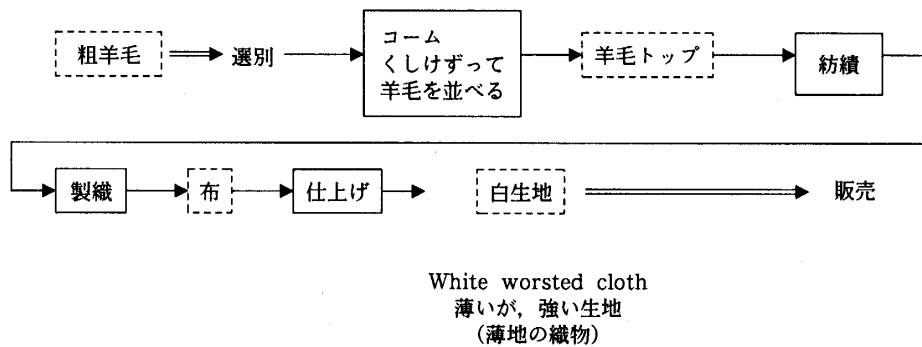 粗羊毛
選別
コーム
くしけずって
羊毛を並べる
羊毛トップ
紡績
製織
布
仕上げ
白生地
販売
White worsted cloth
薄いが，強い生地
(薄地の織物)